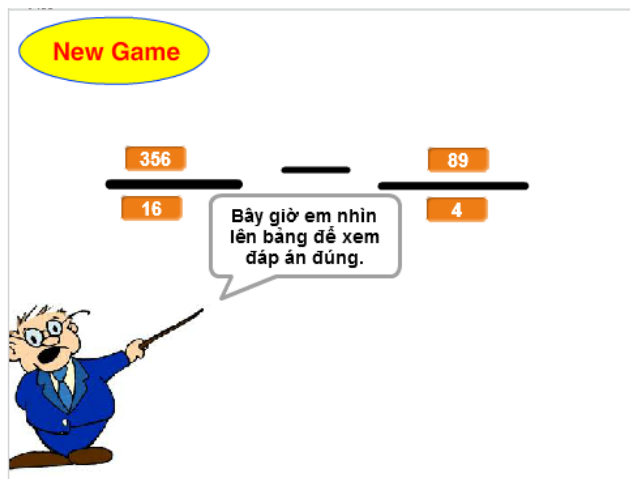 New Game
356
89
16
4
Bây giờ em nhìn
lên bảng để xem
đáp án đúng.